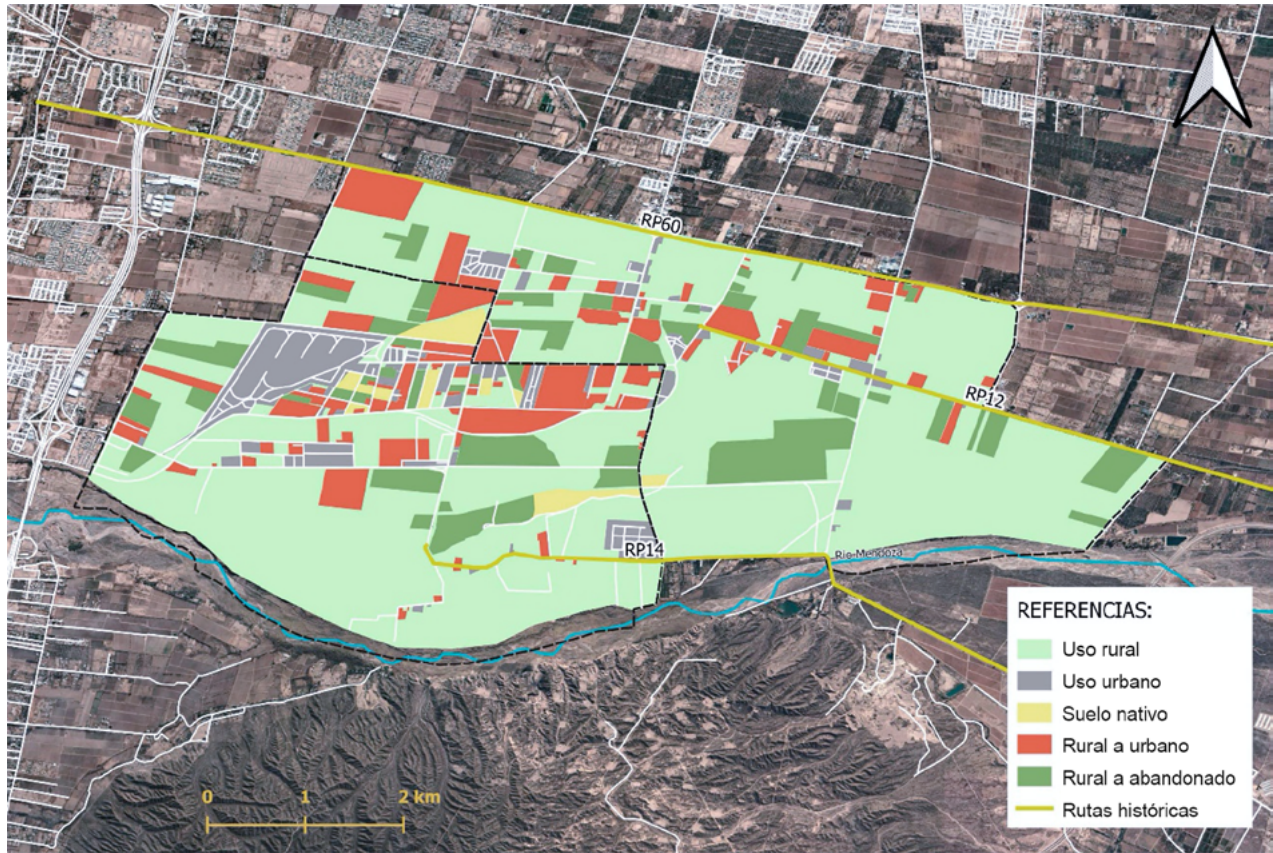 RP60
RP12
RP14
Río Mendoza
0 1 2 km
REFERENCIAS:
Uso rural
Uso urbano
Suelo nativo
Rural a urbano
Rural a abandonado
Rutas históricas